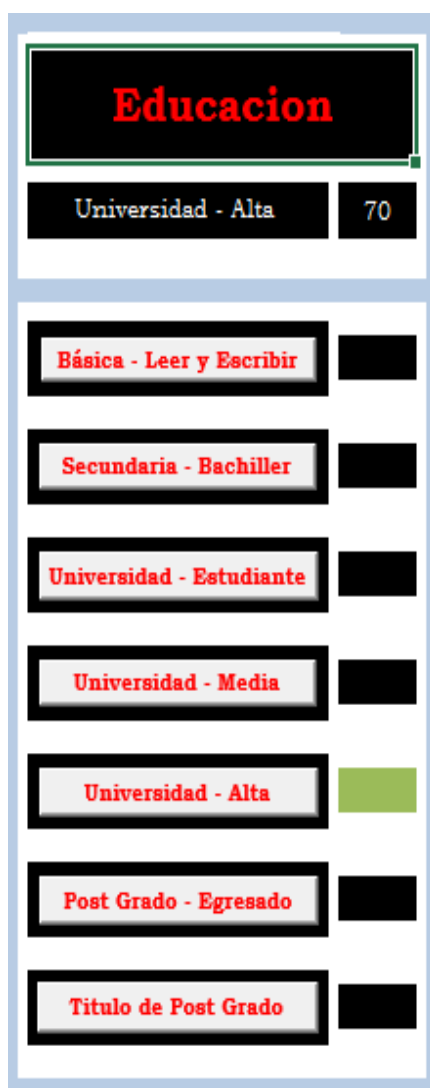 Educacion
Universidad - Alta 70
Básica - Leer y Escribir
Secundaria - Bachiller
Universidad - Estudiante
Universidad - Media
Universidad - Alta
Post Grado - Egresado
Titulo de Post Grado